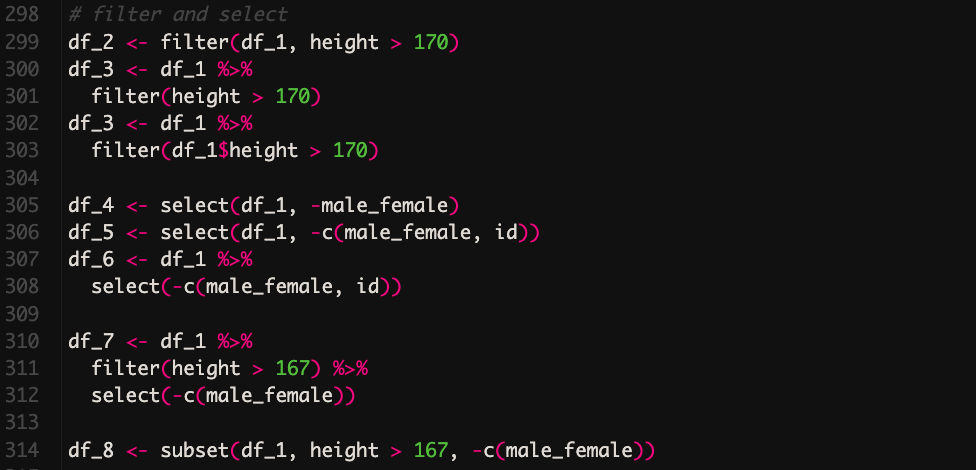 298 # filter and select
299 df_2 <- filter(df_1, height > 170)
300 df_3 <- df_1 %>%
301   filter(height > 170)
302 df_3 <- df_1 %>%
303   filter(df_1$height > 170)
304
305 df_4 <- select(df_1, -male_female)
306 df_5 <- select(df_1, -c(male_female, id))
307 df_6 <- df_1 %>%
308   select(-c(male_female, id))
309
310 df_7 <- df_1 %>%
311   filter(height > 167) %>%
312   select(-c(male_female))
313
314 df_8 <- subset(df_1, height > 167, -c(male_female))